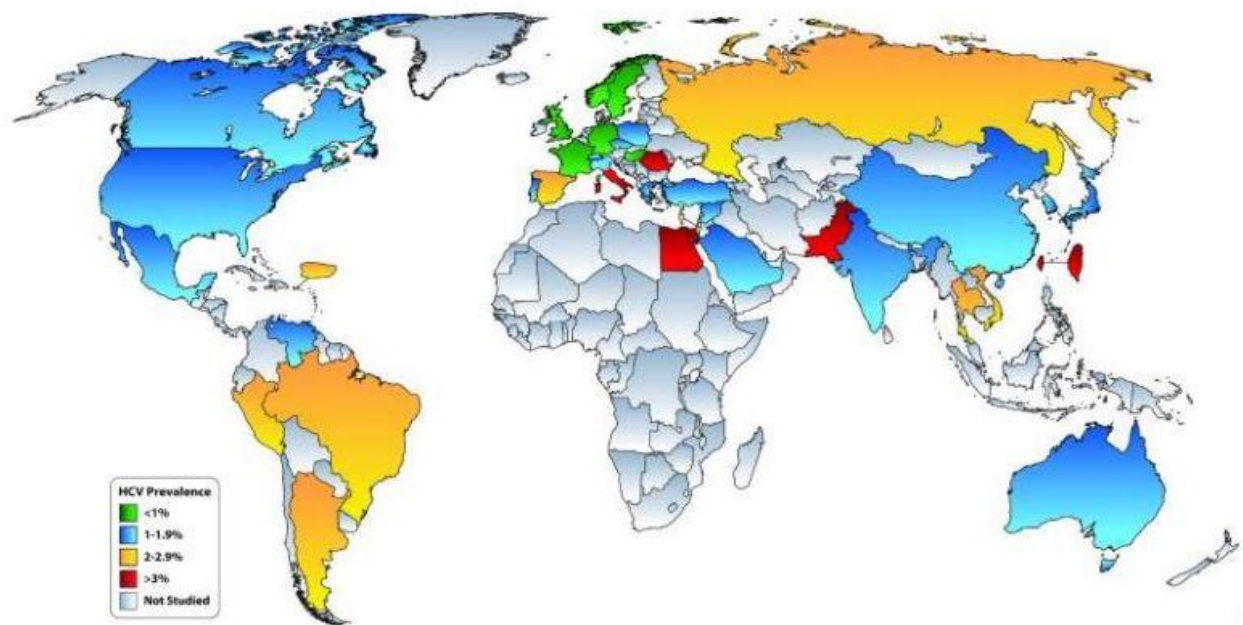 HCV Prevalence
<1%
1-1.9%
2-2.9%
>3%
Not Studied